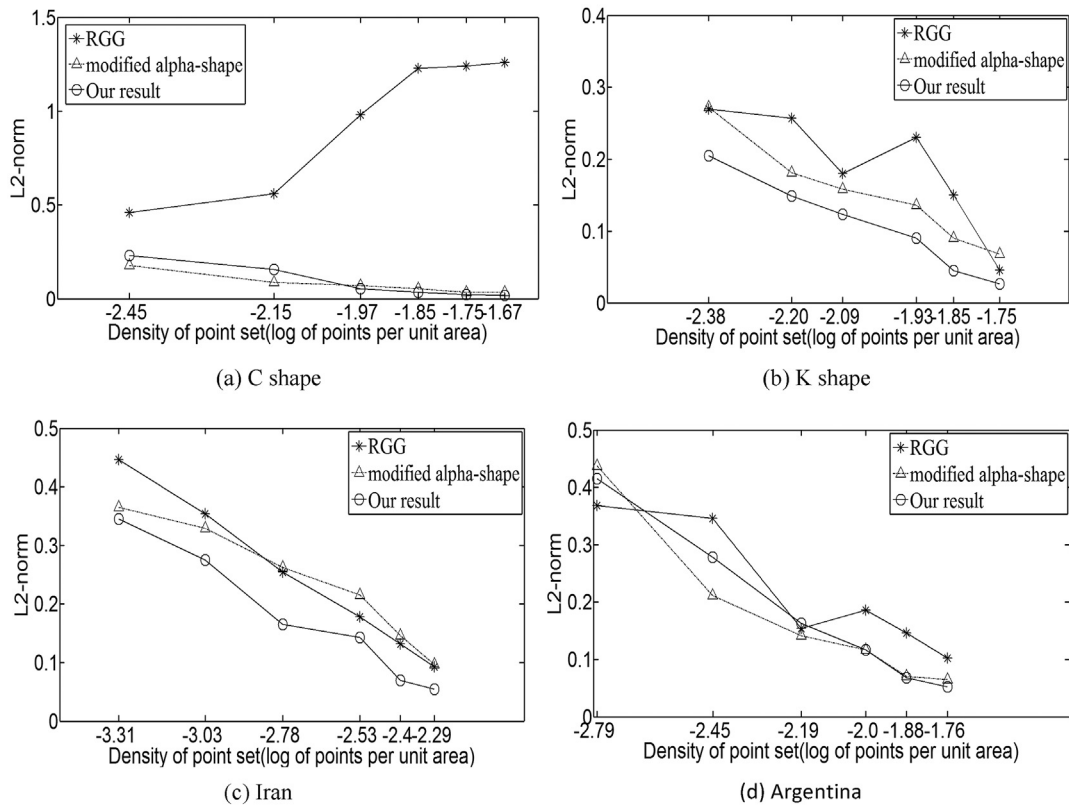 1.5
1
0.5
0
L2-norm
RGG
modified alpha-shape
Our result
-2.45 -2.15 -1.97 -1.85 -1.75 -1.67
Density of point set(log of points per unit area)
(a) C shape
0.4
0.3
0.2
0.1
0
L2-norm
RGG
modified alpha-shape
Our result
-2.38 -2.20 -2.09 -1.93 -1.85 -1.75
Density of point set(log of points per unit area)
(b) K shape
0.5
0.4
0.3
0.2
0.1
0
L2-norm
RGG
modified alpha-shape
Our result
-3.31 -3.03 -2.78 -2.53 -2.4 -2.29
Density of point set(log of points per unit area)
(c) Iran
0.5
0.4
0.3
0.2
0.1
0
L2-norm
RGG
modified alpha-shape
Our result
-2.79 -2.45 -2.19 -2.0 -1.88 -1.76
Density of point set(log of points per unit area)
(d) Argentina